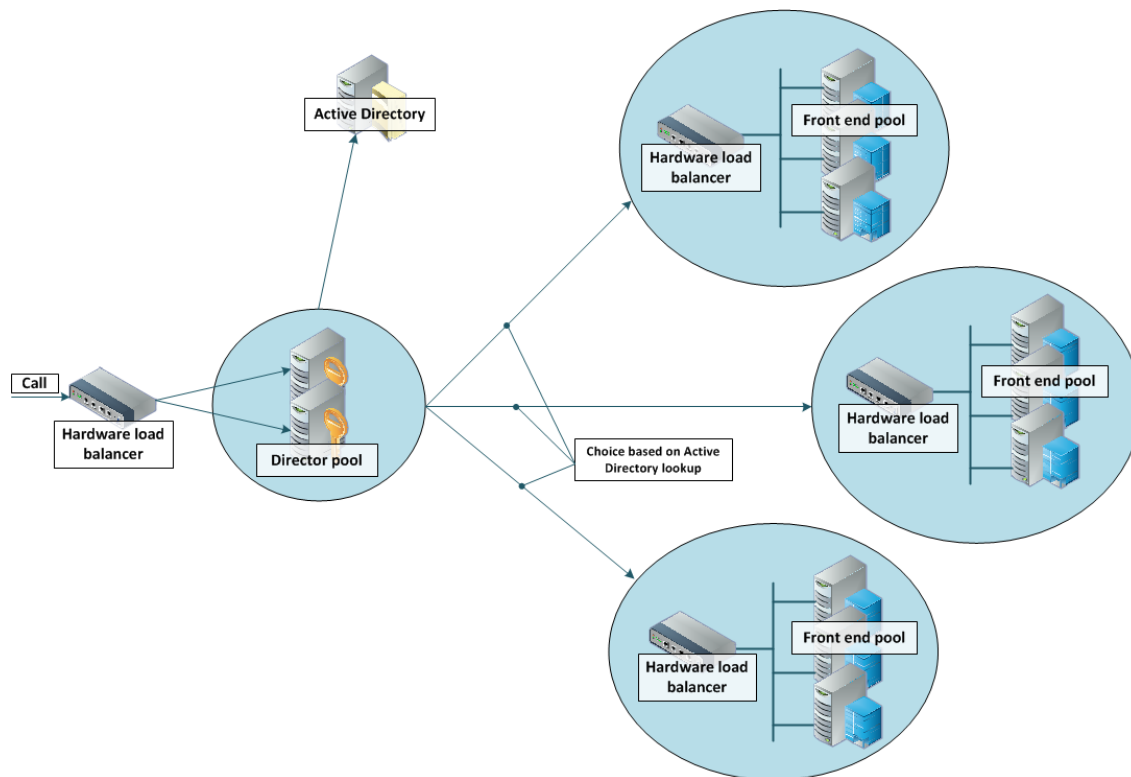 Active Directory
Front end pool
Hardware load
balancer
Call
Hardware load
balancer
Director pool
Choice based on Active
Directory lookup
Front end pool
Hardware load
balancer
Front end pool
Hardware load
balancer